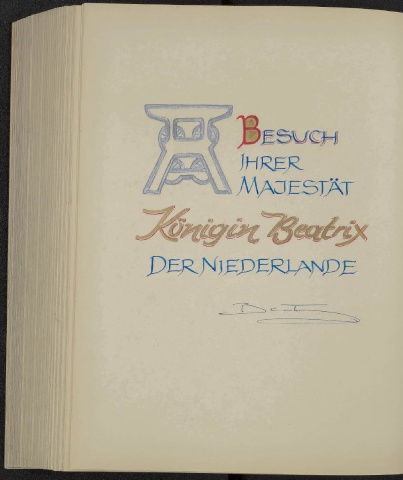 BESUCH
IHRER
MAJESTÄT
Königin Beatrix
DER NIEDERLANDE